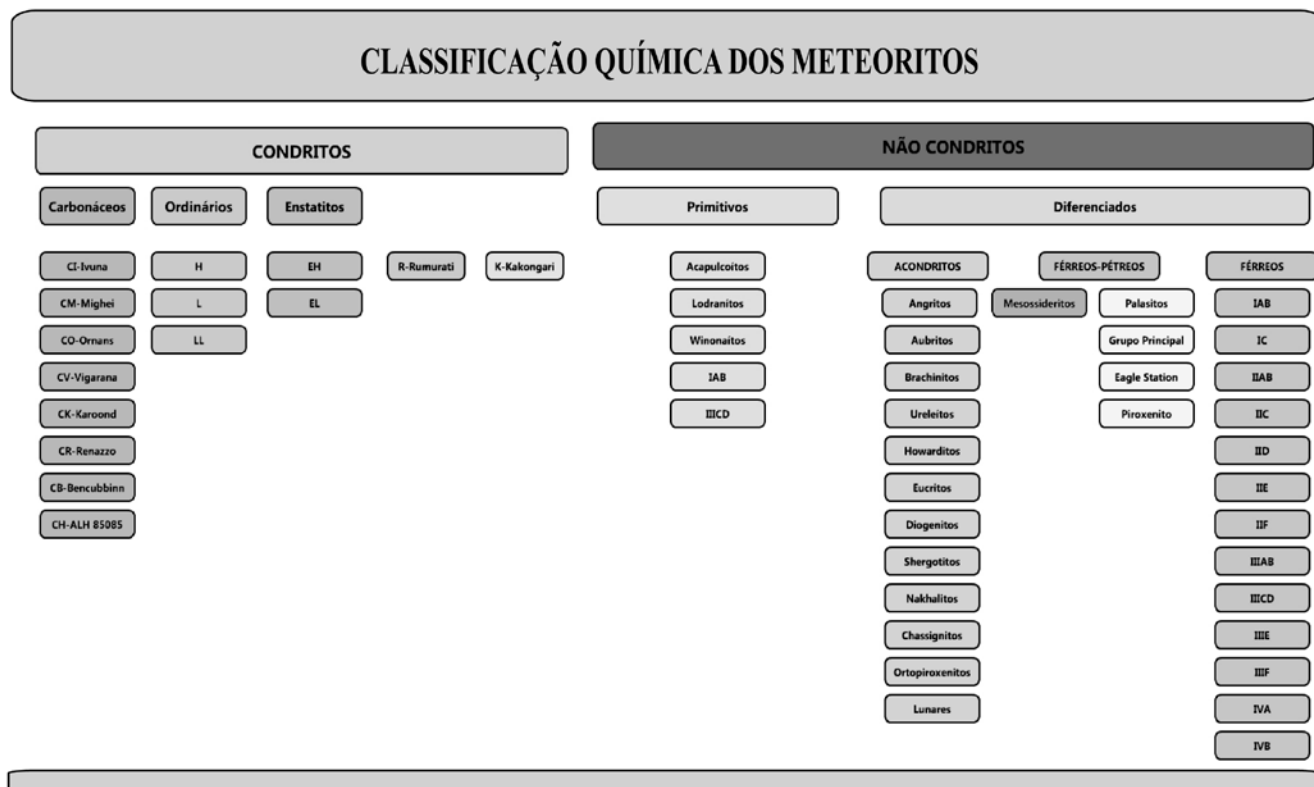 CLASSIFICAÇÃO QUÍMICA DOS METEORITOS
CONDRITOS
NÃO CONDRITOS
Carbonáceos
Ordinários
Enstatitos
Primitivos
Diferenciados
CI-Ivuna
H
EH
R-Rumurati
K-Kakongari
Acapulcoitos
ACONDRITOS
FÉRREOS-PÉTREOS
FÉRREOS
CM-Mighei
L
EL
Lodranitos
Angritos
Mesossideritos
Palasitos
IAB
CO-Ornans
LL
Winonaitos
Aubritos
Grupo Principal
IC
CV-Vigarana
IAB
Brachinitos
Eagle Station
IIAB
CK-Karoond
IIICD
Ureleitos
Piroxenito
IIC
CR-Renazzo
Howarditos
IID
CB-Bencubbinn
Eucritos
IIE
CH-ALH 85085
Diogenitos
IIF
Shergotitos
IIIAB
Nakhalitos
IIICD
Chassignitos
IIIE
Ortopiroxenitos
IIIF
Lunares
IVA
IVB